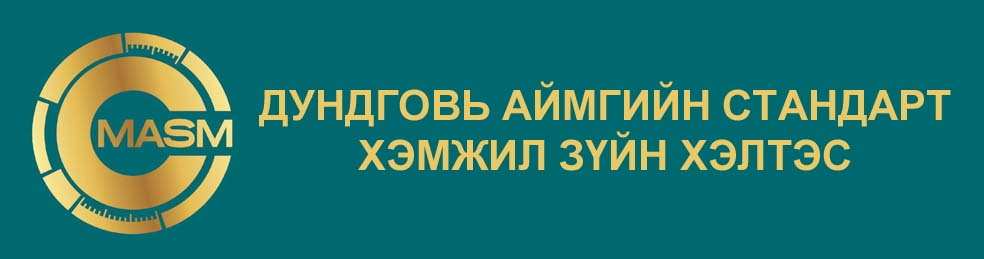 MASM
ДУНДГОВЬ АЙМГИЙН СТАНДАРТ
ХЭМЖИЛ ЗҮЙН ХЭЛТЭС